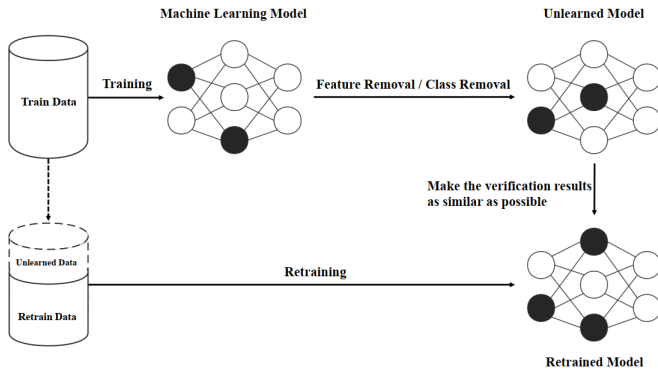 Machine Learning Model
Unlearned Model
Training
Feature Removal / Class Removal
Train Data
Make the verification results
as similar as possible
Unlearned Data
Retraining
Retrain Data
Retrained Model